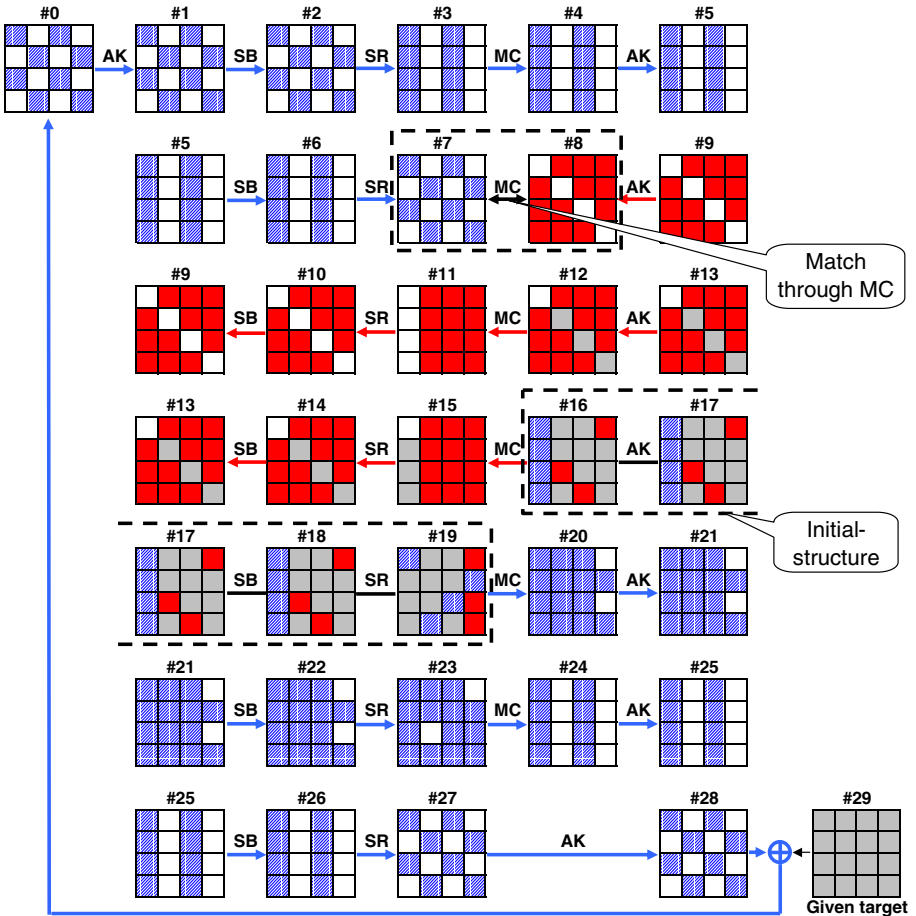 #0 #1 #2 #3 #4 #5
AK SB SR MC AK
#5 #6 #7 #8 #9
SB SR MC AK
Match
through MC
#9 #10 #11 #12 #13
SB SR MC AK
#13 #14 #15 #16 #17
SB SR MC AK
Initial-
structure
#17 #18 #19 #20 #21
SB SR MC AK
#21 #22 #23 #24 #25
SB SR MC AK
#25 #26 #27 #28 #29
SB SR AK
Given target